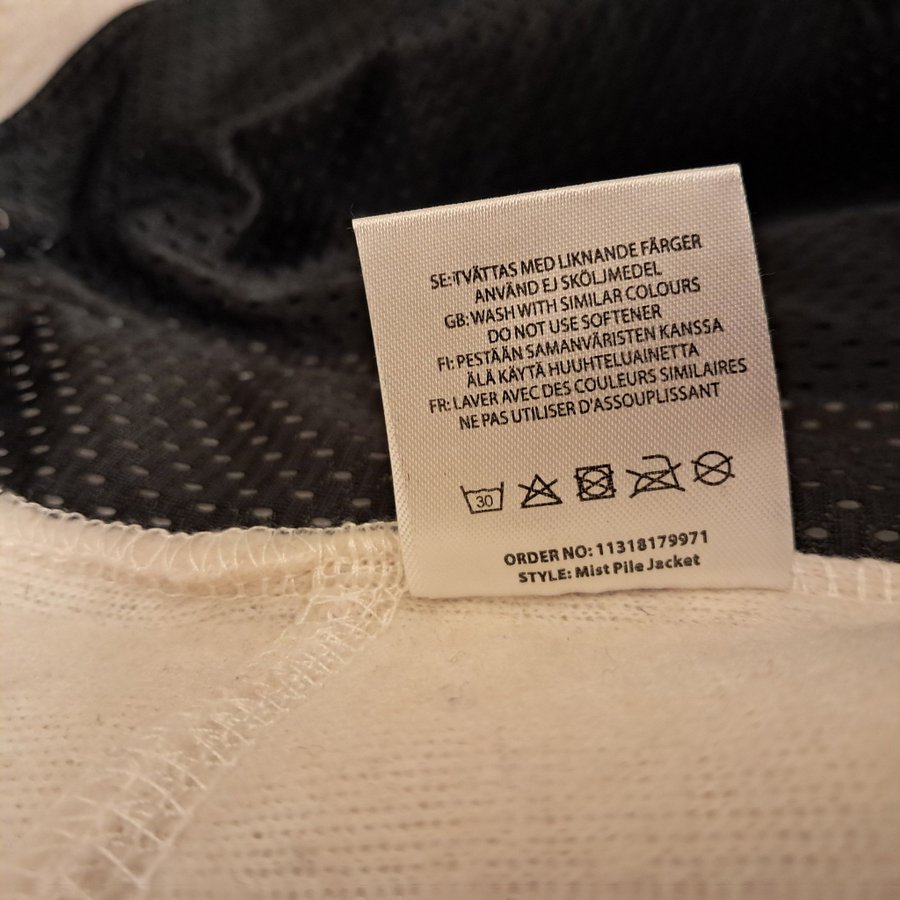 SE: TVÄTTAS MED LIKNANDE FÄRGER
ANVÄND EJ SKÖLJMEDEL
GB: WASH WITH SIMILAR COLOURS
DO NOT USE SOFTENER
FI: PESTÄÄN SAMANVÄRISTEN KANSSA
ÄLÄ KÄYTÄ HUUHTELUAINETTA
FR: LAVER AVEC DES COULEURS SIMILAIRES
NE PAS UTILISER D'ASSOUPLISSANT
30
ORDER NO: 11318179971
STYLE: Mist Pile Jacket